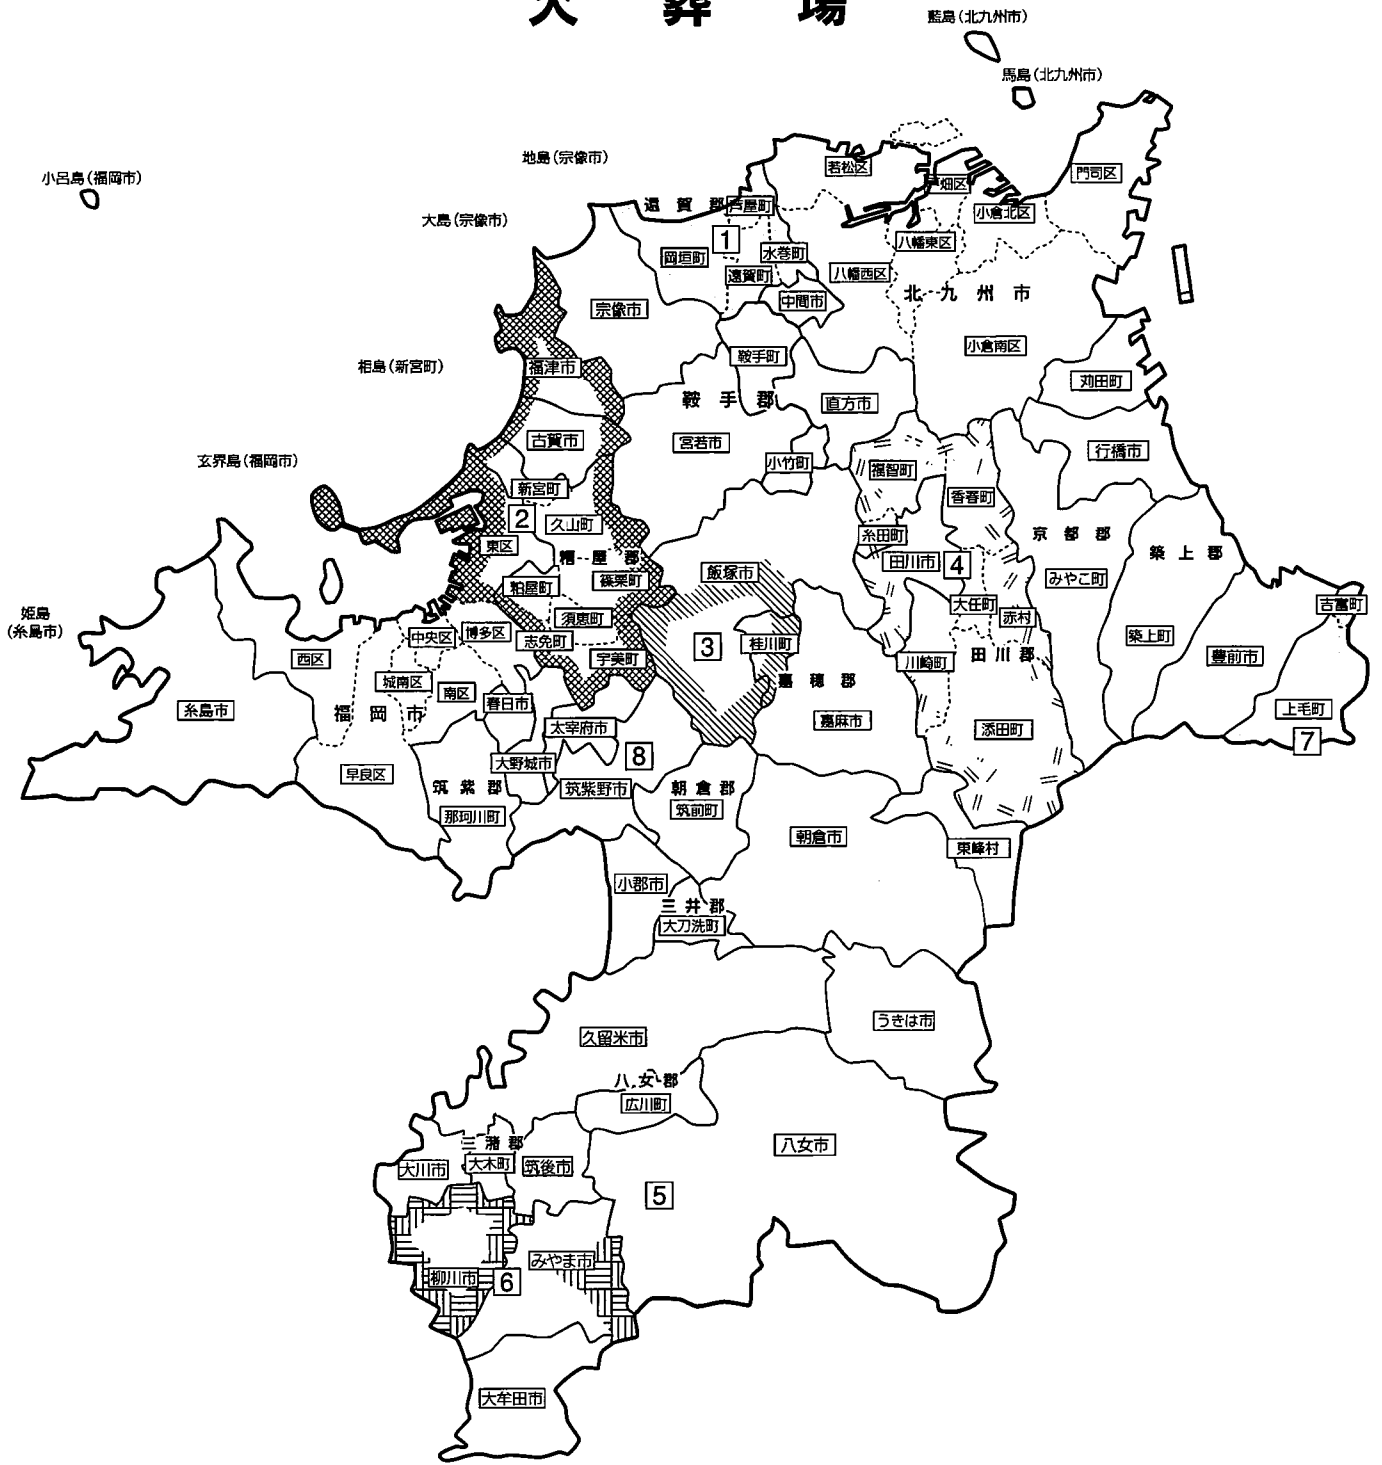 火葬場
藍島(北九州市)
馬島(北九州市)
地島(宗像市)
小呂島(福岡市)
大島(宗像市)
相島(新宮町)
玄界島(福岡市)
姫島
(糸島市)
若松区
戸畑区
門司区
小倉北区
八幡東区
八幡西区
北九州市
小倉南区
遠賀郡
芦屋町
1
岡垣町
水巻町
遠賀町
中間市
宗像市
鞍手町
鞍手郡
直方市
宮若市
小竹町
苅田町
行橋市
福津市
古賀市
新宮町
2
久山町
東区
糟屋郡
粕屋町
篠栗町
須恵町
志免町
宇美町
飯塚市
3
桂川町
嘉穂郡
嘉麻市
福智町
香春町
糸田町
田川市
4
大任町
赤村
川崎町
田川郡
添田町
京都郡
みやこ町
築上郡
築上町
豊前市
吉富町
上毛町
7
西区
中央区
博多区
城南区
南区
春日市
福岡市
糸島市
早良区
太宰府市
大野城市
8
筑紫郡
那珂川町
筑紫野市
朝倉郡
筑前町
朝倉市
東峰村
小郡市
三井郡
大刀洗町
久留米市
うきは市
八女郡
広川町
八女市
三潴郡
大川市
大木町
筑後市
5
みやま市
柳川市
6
大牟田市